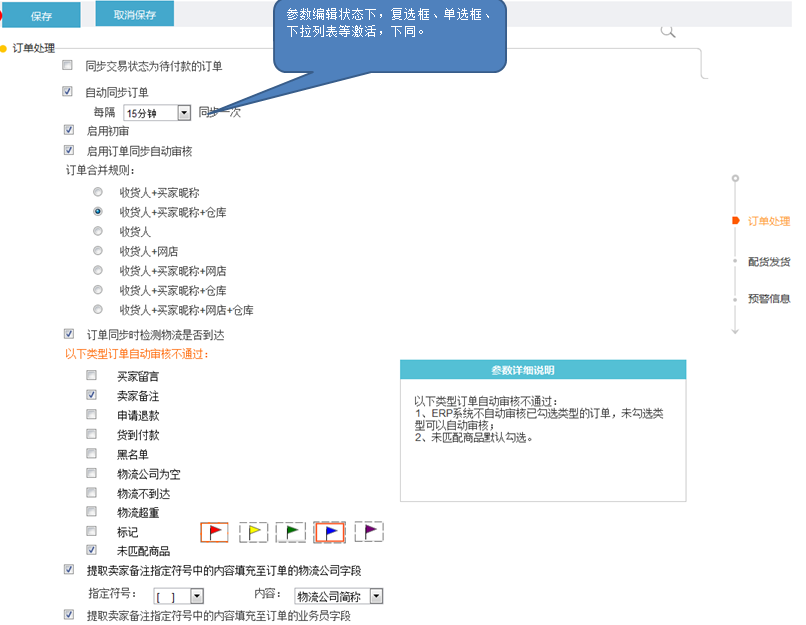 保存
取消保存
参数编辑状态下，复选框、单选框、
下拉列表等激活，下同。
订单处理
同步交易状态为待付款的订单
自动同步订单
每隔 15分钟 同步一次
启用初审
启用订单同步自动审核
订单合并规则：
收货人+买家昵称
收货人+买家昵称+仓库
收货人
收货人+网店
收货人+买家昵称+网店
收货人+买家昵称+仓库
收货人+买家昵称+网店+仓库
订单同步时检测物流是否到达
以下类型订单自动审核不通过：
买家留言
卖家备注
申请退款
货到付款
黑名单
物流公司为空
物流不到达
物流超重
标记
未匹配商品
提取卖家备注指定符号中的内容填充至订单的物流公司字段
指定符号： [ ] 内容： 物流公司简称
提取卖家备注指定符号中的内容填充至订单的业务员字段
参数详细说明
以下类型订单自动审核不通过：
1、ERP系统不自动审核已勾选类型的订单，未勾选类
型可以自动审核；
2、未匹配商品默认勾选。
订单处理
配货发货
预警信息